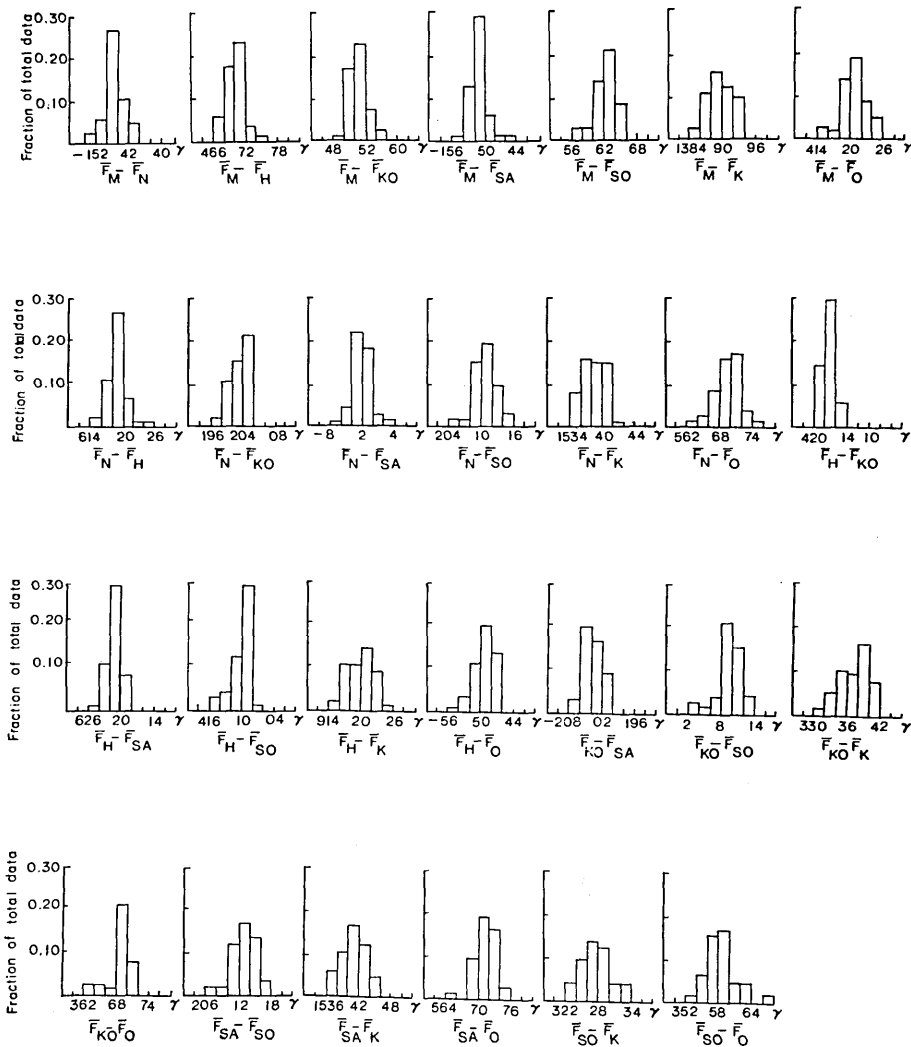 Fraction of total data
0.30
0.20
0.10
-152 42 40 γ
F̅M - F̅N
466 72 78 γ
F̅M - F̅H
48 52 60 γ
F̅M - F̅KO
-156 50 44 γ
F̅M - F̅SA
56 62 68 γ
F̅M - F̅SO
1384 90 96 γ
F̅M - F̅K
414 20 26 γ
F̅M - F̅O
Fraction of total data
0.30
0.20
0.10
614 20 26 γ
F̅N - F̅H
196 204 08 γ
F̅N - F̅KO
-8 2 4 γ
F̅N - F̅SA
204 10 16 γ
F̅N - F̅SO
1534 40 44 γ
F̅N - F̅K
562 68 74 γ
F̅N - F̅O
420 14 10 γ
F̅H - F̅KO
Fraction of total data
0.30
0.20
0.10
626 20 14 γ
F̅H - F̅SA
416 10 04 γ
F̅H - F̅SO
914 20 26 γ
F̅H - F̅K
-56 50 44 γ
F̅H - F̅O
-208 02 196 γ
F̅KO - F̅SA
2 8 14 γ
F̅KO - F̅SO
330 36 42 γ
F̅KO - F̅K
Fraction of total data
0.30
0.20
0.10
362 68 74 γ
F̅KO - F̅O
206 12 18 γ
F̅SA - F̅SO
1536 42 48 γ
F̅SA - F̅K
564 70 76 γ
F̅SA - F̅O
322 28 34 γ
F̅SO - F̅K
352 58 64 γ
F̅SO - F̅O